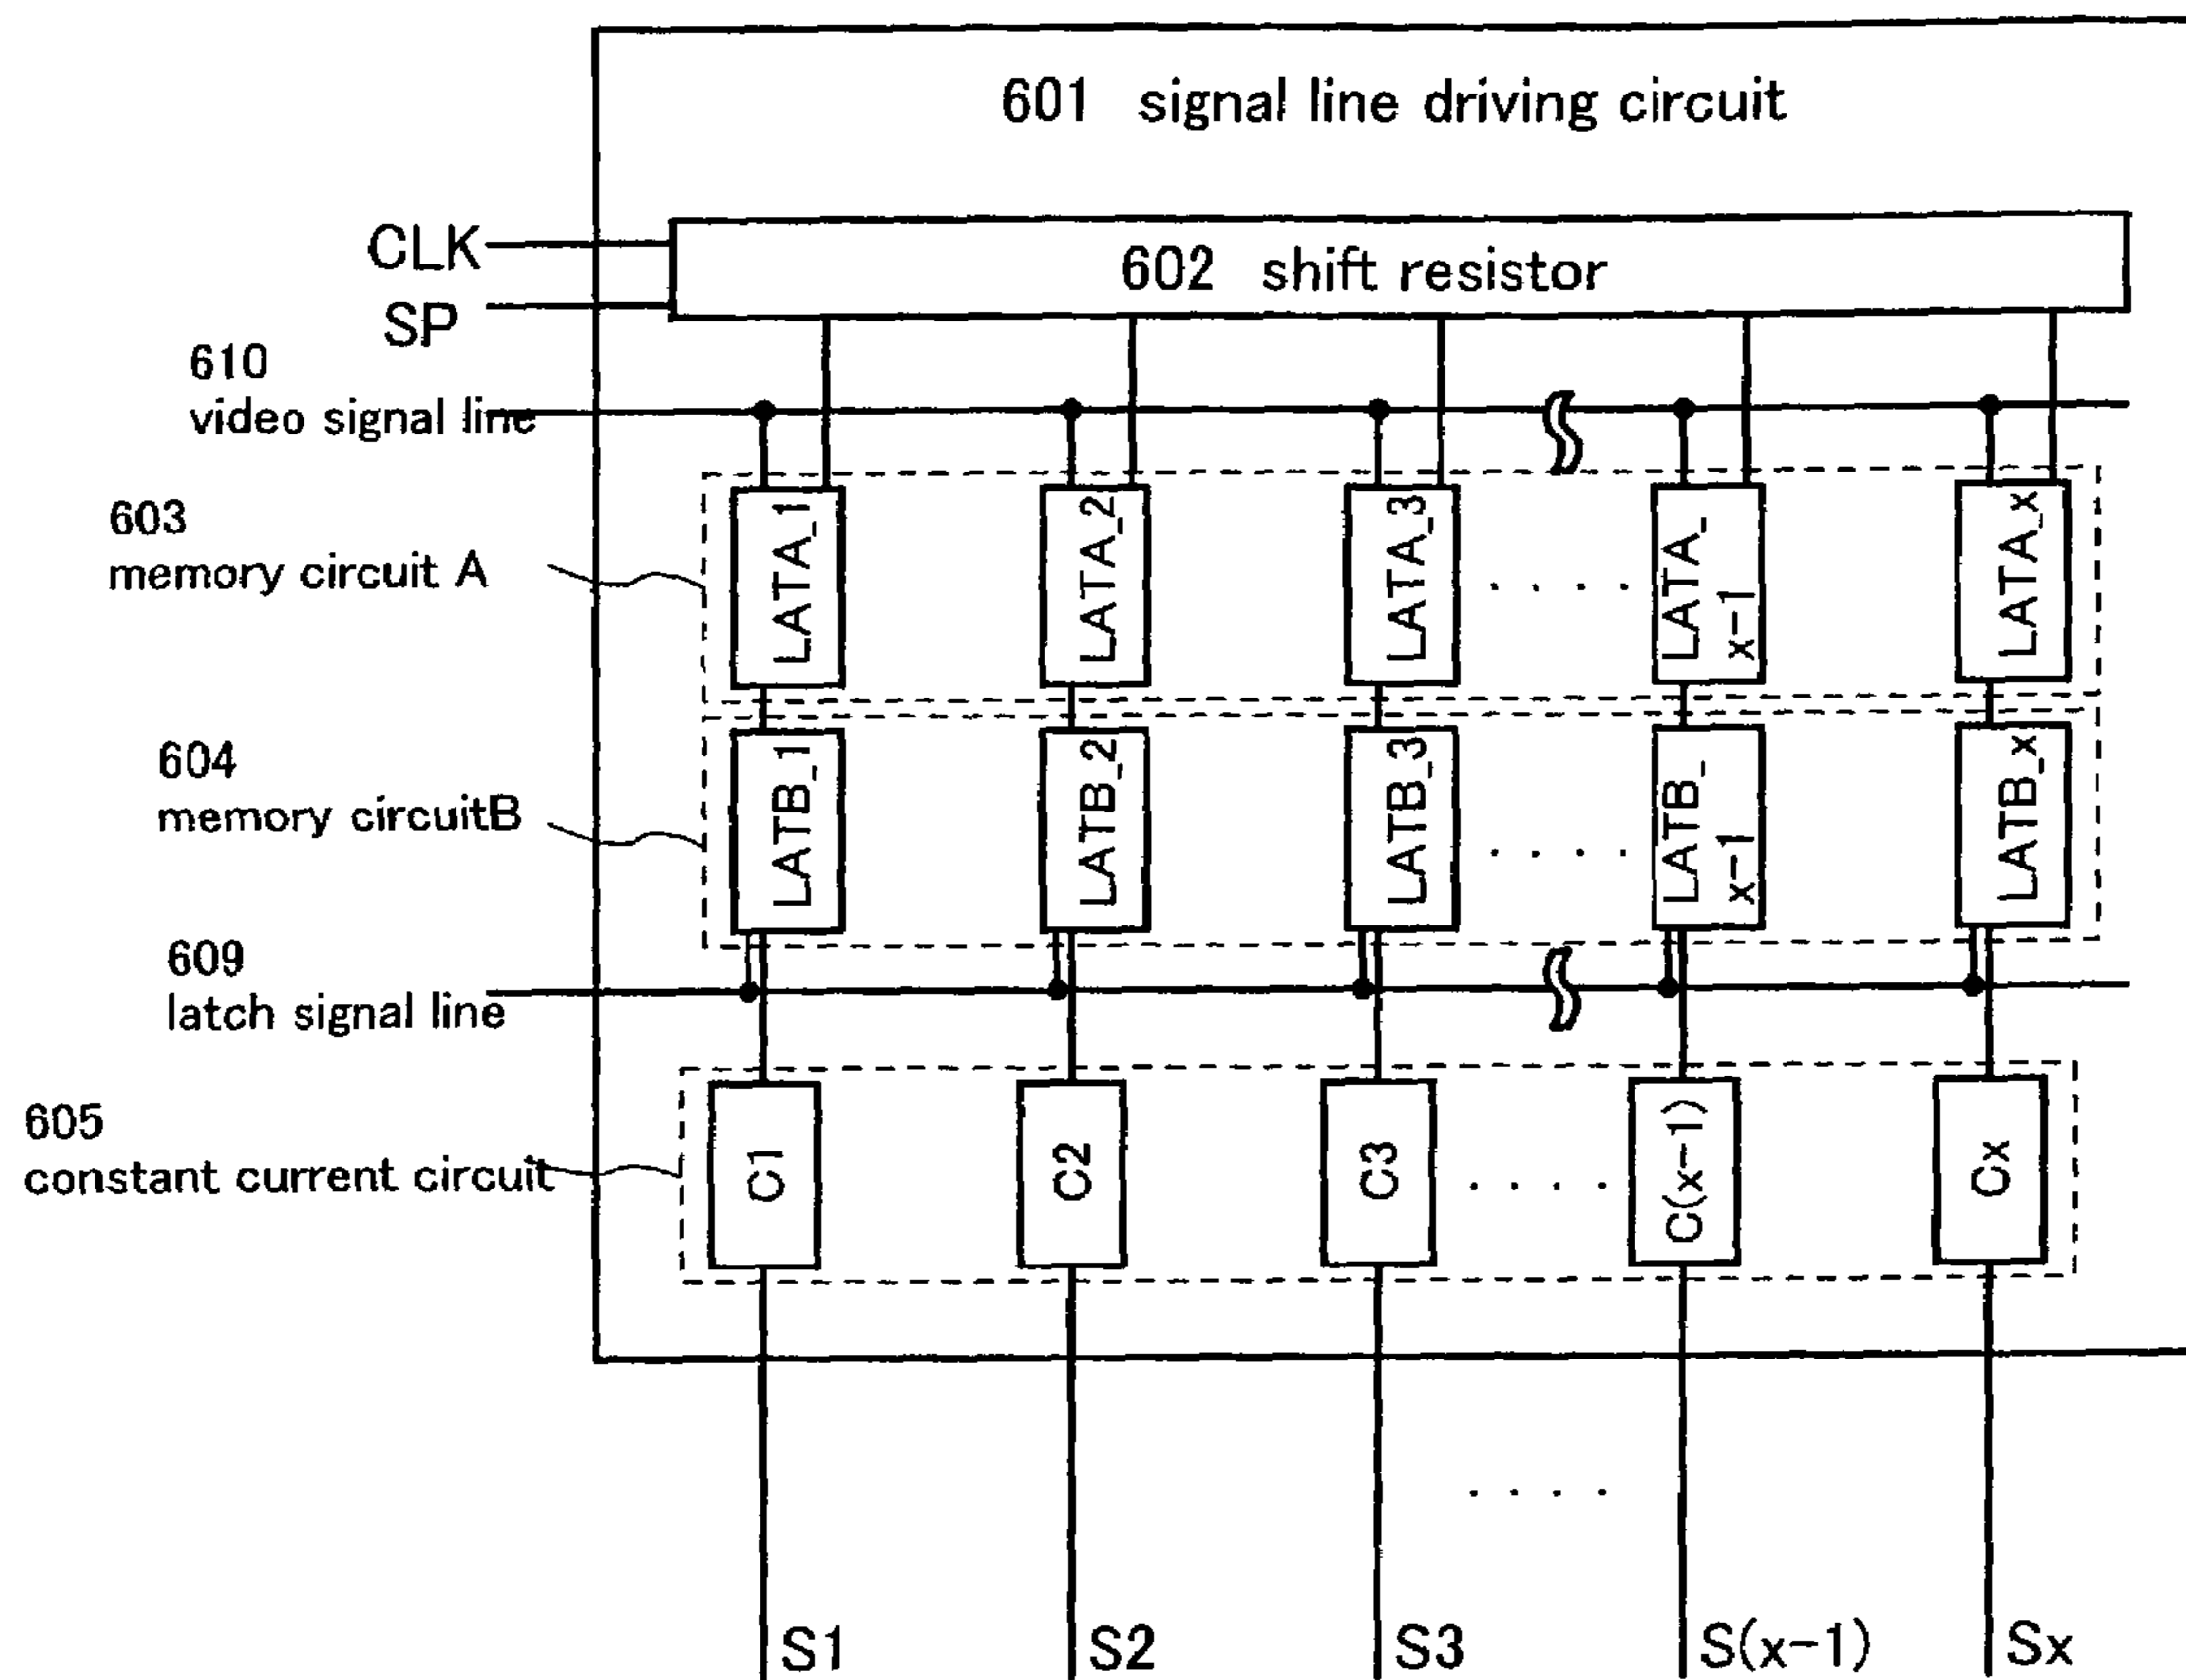 601 signal line driving circuit
CLK
602 shift resistor
SP
610
video signal line
603
memory circuit A
LATA_1
LATA_2
LATA_3
. . . .
LATA_
x-1
LATA_x
604
memory circuitB
LATB_1
LATB_2
LATB_3
. . . .
LATB_
x-1
LATB_x
609
latch signal line
605
constant current circuit
C1
C2
C3
. . . .
C(x-1)
Cx
. . . .
S1
S2
S3
S(x-1)
Sx